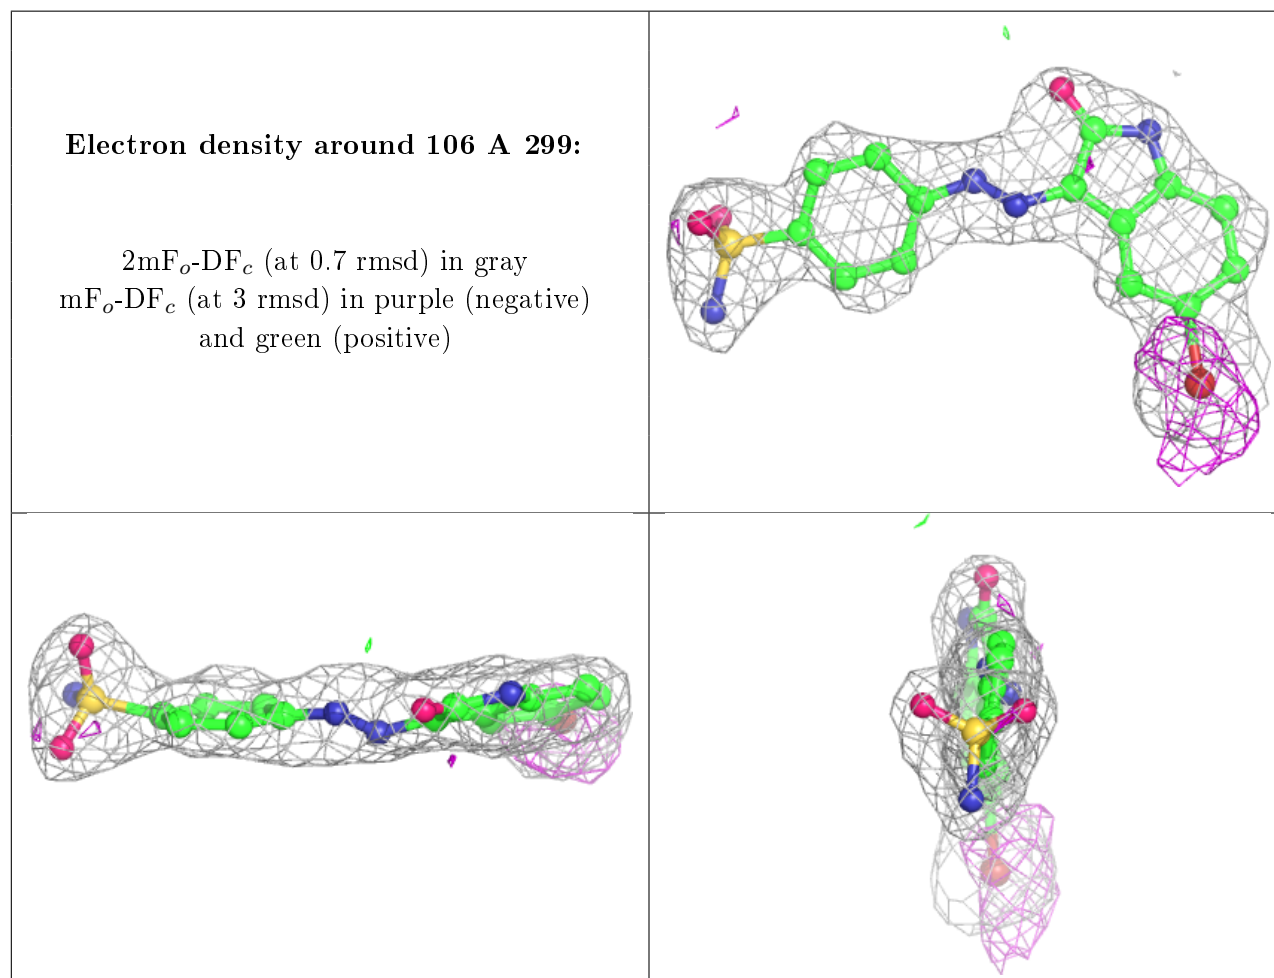 Electron density around 106 A 299:
2mFo-DFc (at 0.7 rmsd) in gray
mFo-DFc (at 3 rmsd) in purple (negative)
and green (positive)